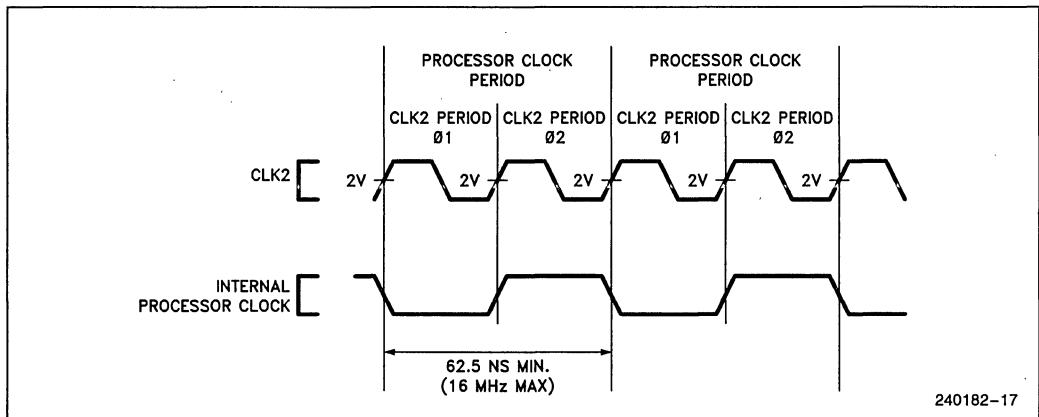 PROCESSOR CLOCK
PERIOD
PROCESSOR CLOCK
PERIOD
CLK2 PERIOD
Ø1
CLK2 PERIOD
Ø2
CLK2 PERIOD
Ø1
CLK2 PERIOD
Ø2
CLK2
2V
2V
2V
2V
2V
INTERNAL
PROCESSOR CLOCK
62.5 NS MIN.
(16 MHz MAX)
240182-17